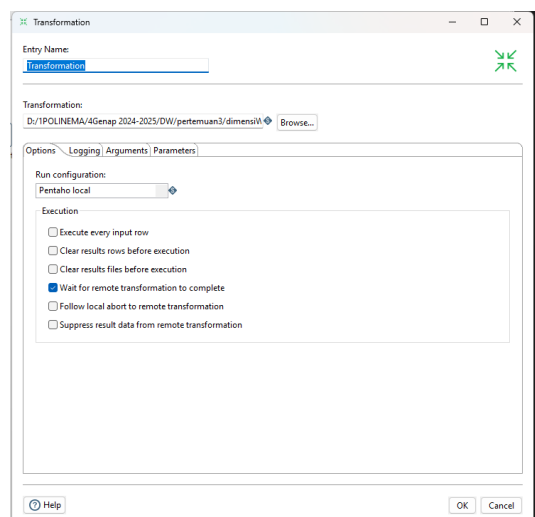 Transformation
Entry Name:
Transformation
Transformation:
D:/1POLINEMA/4Genap 2024-2025/DW/pertemuan3/dimensiW
Browse...
Options Logging Arguments Parameters
Run configuration:
Pentaho local
Execution
Execute every input row
Clear results rows before execution
Clear results files before execution
Wait for remote transformation to complete
Follow local abort to remote transformation
Suppress result data from remote transformation
Help
OK Cancel